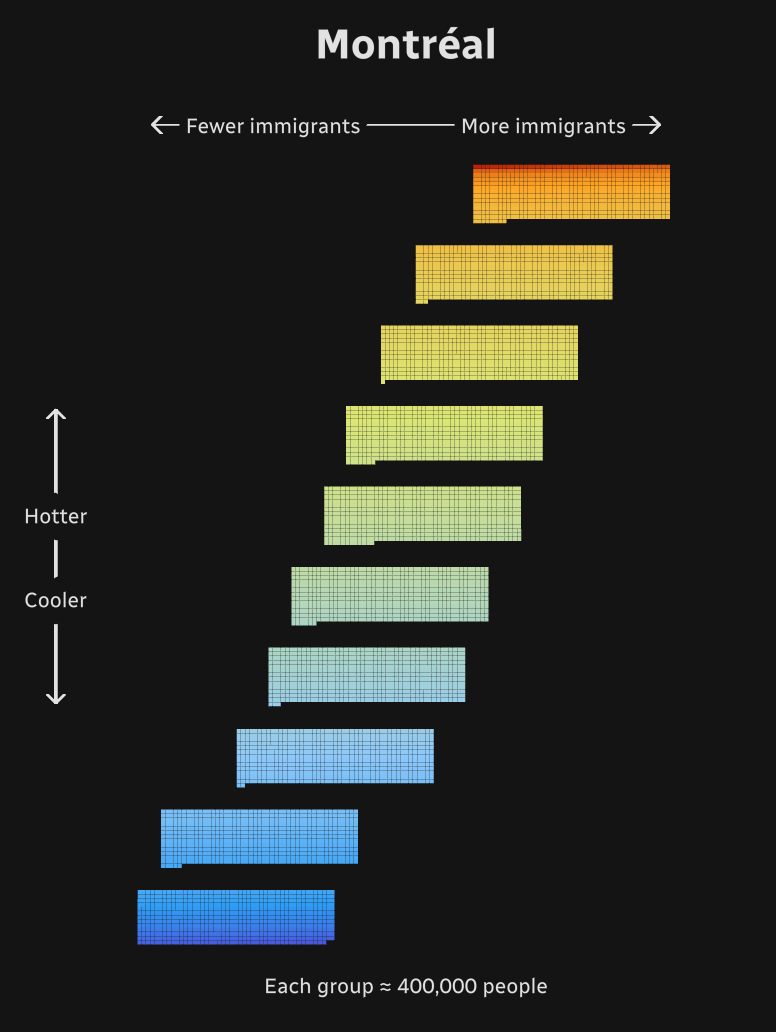 Montréal
← Fewer immigrants —— More immigrants →
Hotter
Cooler
Each group ≈ 400,000 people